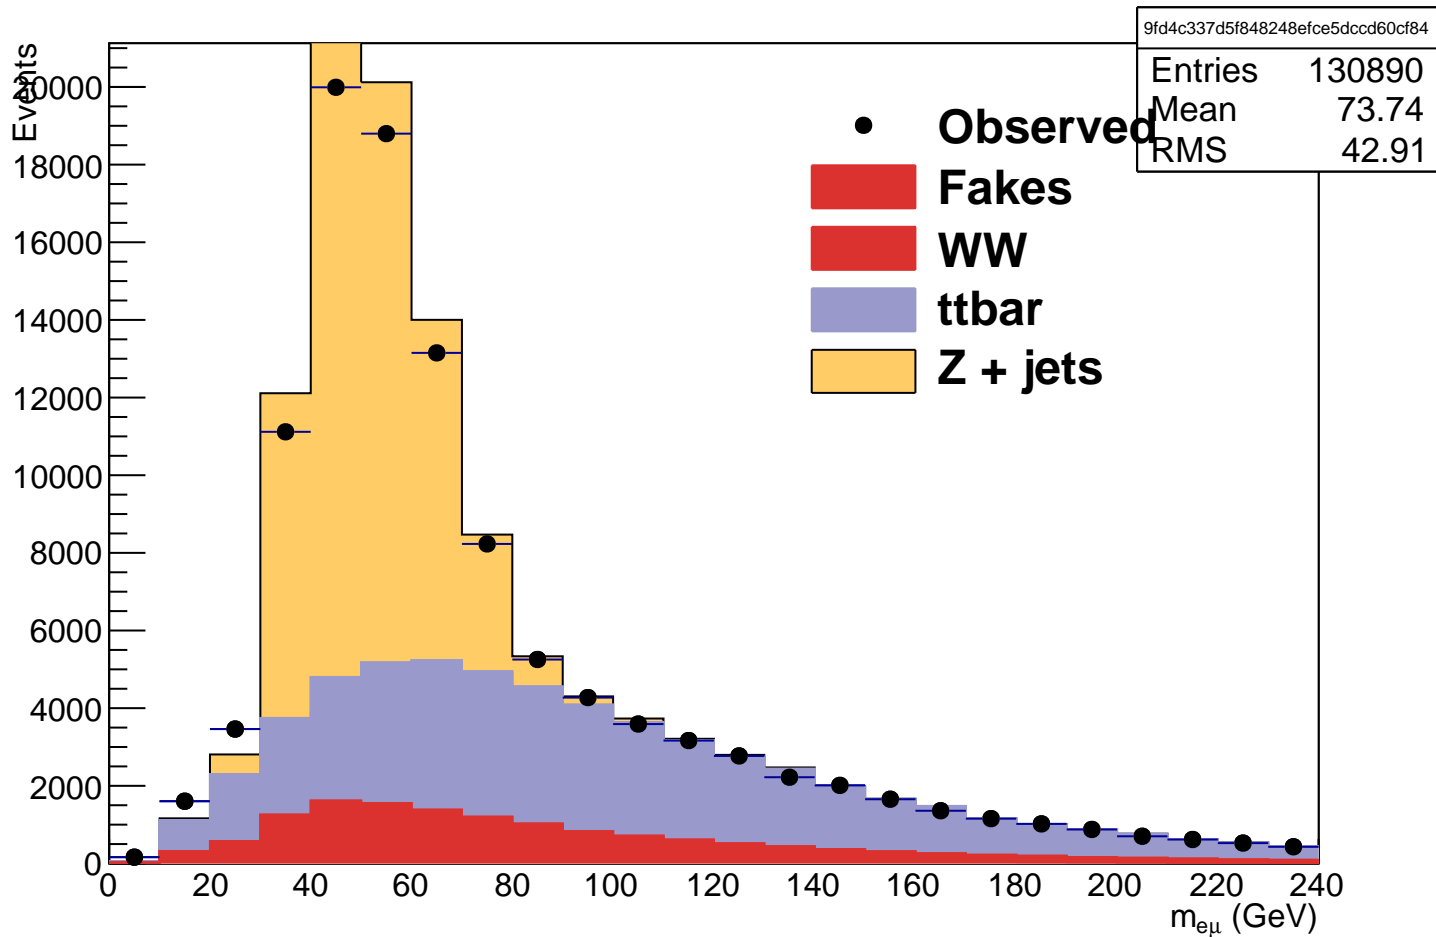 9fd4c337d5f848248efce5dccd60cf84
Entries 130890
Mean 73.74
RMS 42.91
Events
20000
18000
16000
14000
12000
10000
8000
6000
4000
2000
0
Observed
Fakes
WW
ttbar
Z + jets
0 20 40 60 80 100 120 140 160 180 200 220 240
m_eμ (GeV)